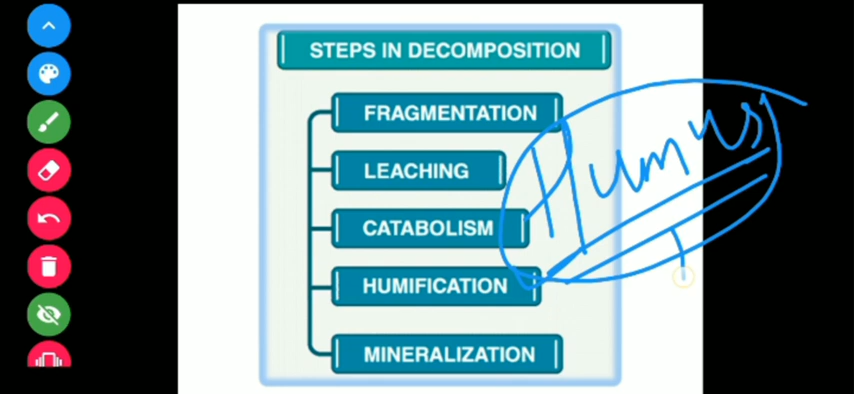 STEPS IN DECOMPOSITION
FRAGMENTATION
Humus
LEACHING
CATABOLISM
HUMIFICATION
MINERALIZATION